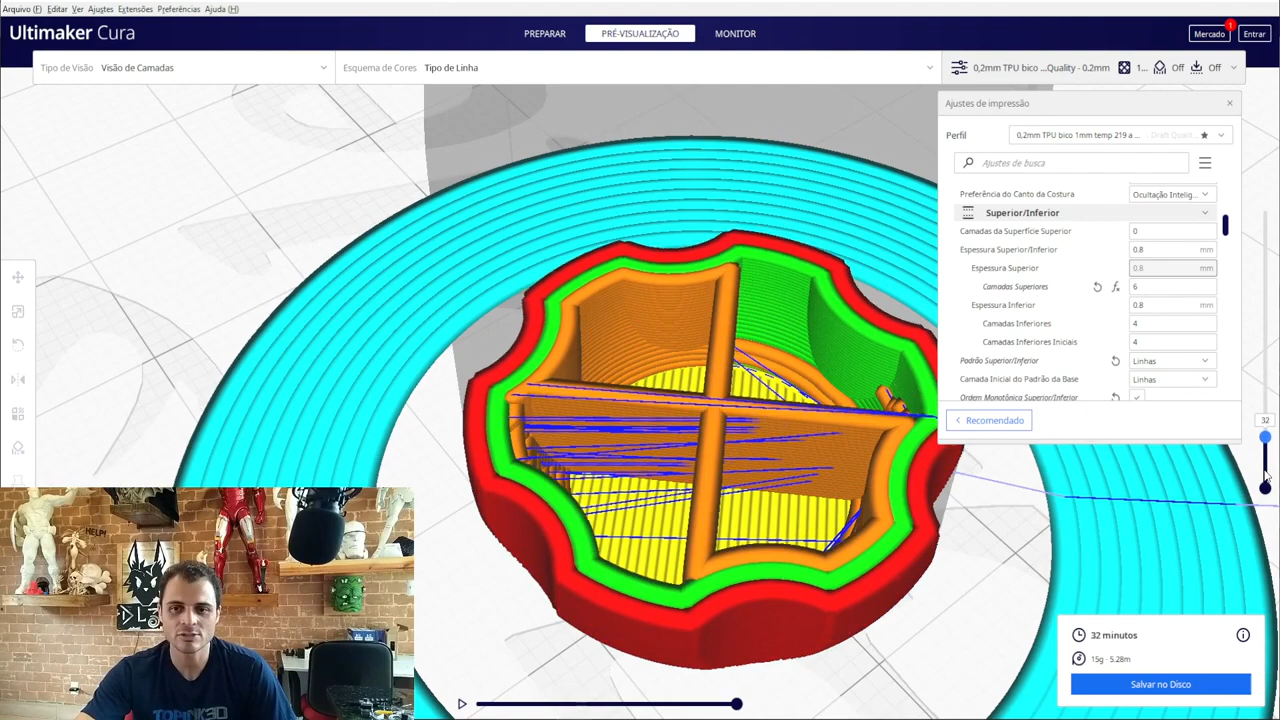 Arquivo (F) Editar Ver Ajustes Extensões Preferências Ajuda (H)
Ultimaker Cura
PREPARAR PRÉ-VISUALIZAÇÃO MONITOR
Mercado 1 Entrar
Tipo de Visão Visão de Camadas
Esquema de Cores Tipo de Linha
0,2mm TPU bico ...Quality - 0.2mm 1... Off Off
Ajustes de impressão
Perfil 0,2mm TPU bico 1mm temp 219 a ...
Ajustes de busca
Preferência do Canto da Costura Ocultação Intelig...
Superior/Inferior
Camadas da Superfície Superior 0
Espessura Superior/Inferior 0.8 mm
Espessura Superior 0.8 mm
Camadas Superiores 6
Espessura Inferior 0.8 mm
Camadas Inferiores 4
Camadas Inferiores Iniciais 4
Padrão Superior/Inferior Linhas
Camada Inicial do Padrão da Base Linhas
Ordem Monotônica Superior/Inferior
Recomendado
32
HELP!
DL3
TOPINK3D
32 minutos
15g · 5.28m
Salvar no Disco